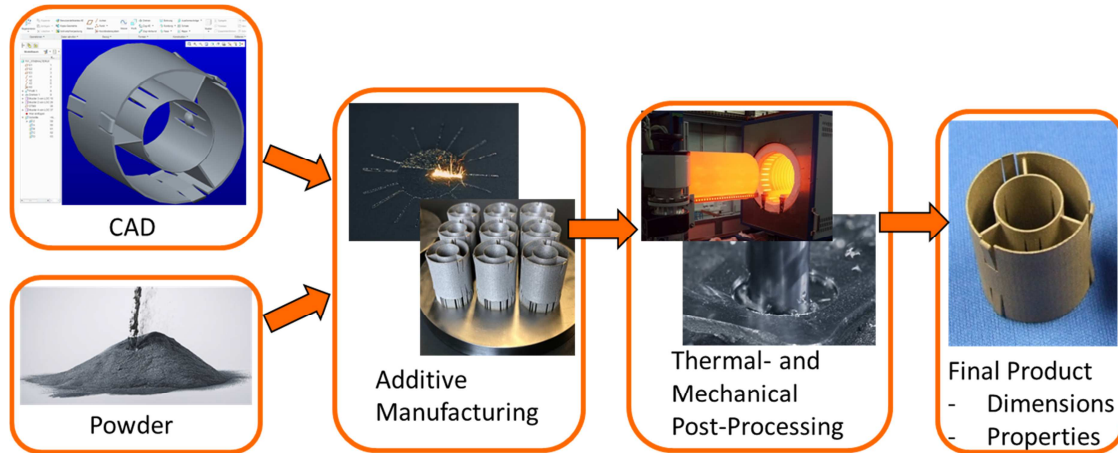 CAD
Powder
Additive
Manufacturing
Thermal- and
Mechanical
Post-Processing
Final Product
- Dimensions
- Properties